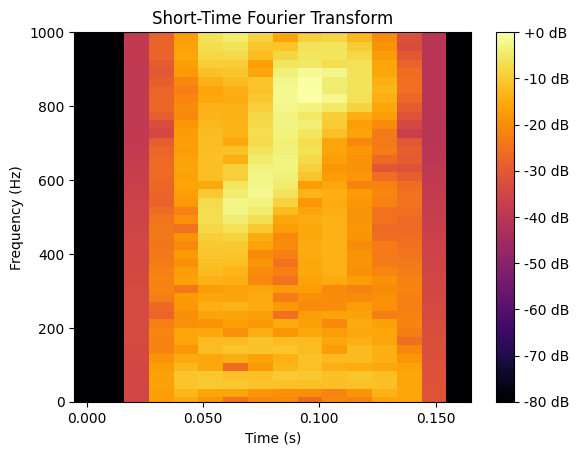 Short-Time Fourier Transform
1000
800
600
400
200
0
Frequency (Hz)
0.000
0.050
0.100
0.150
Time (s)
+0 dB
-10 dB
-20 dB
-30 dB
-40 dB
-50 dB
-60 dB
-70 dB
-80 dB